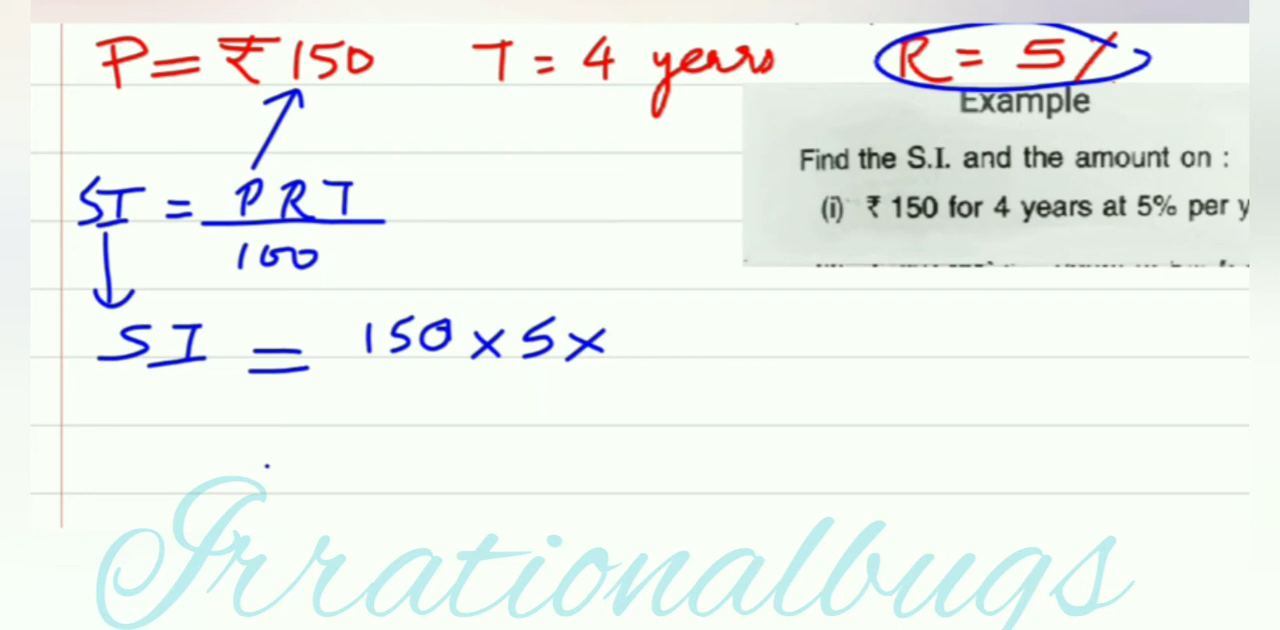 P = ₹ 150 T = 4 years R = 5%
Example
Find the S.I. and the amount on :
(i) ₹ 150 for 4 years at 5% per y
SI = PRT
100
SI = 150 × 5 ×
Irrationalbugs